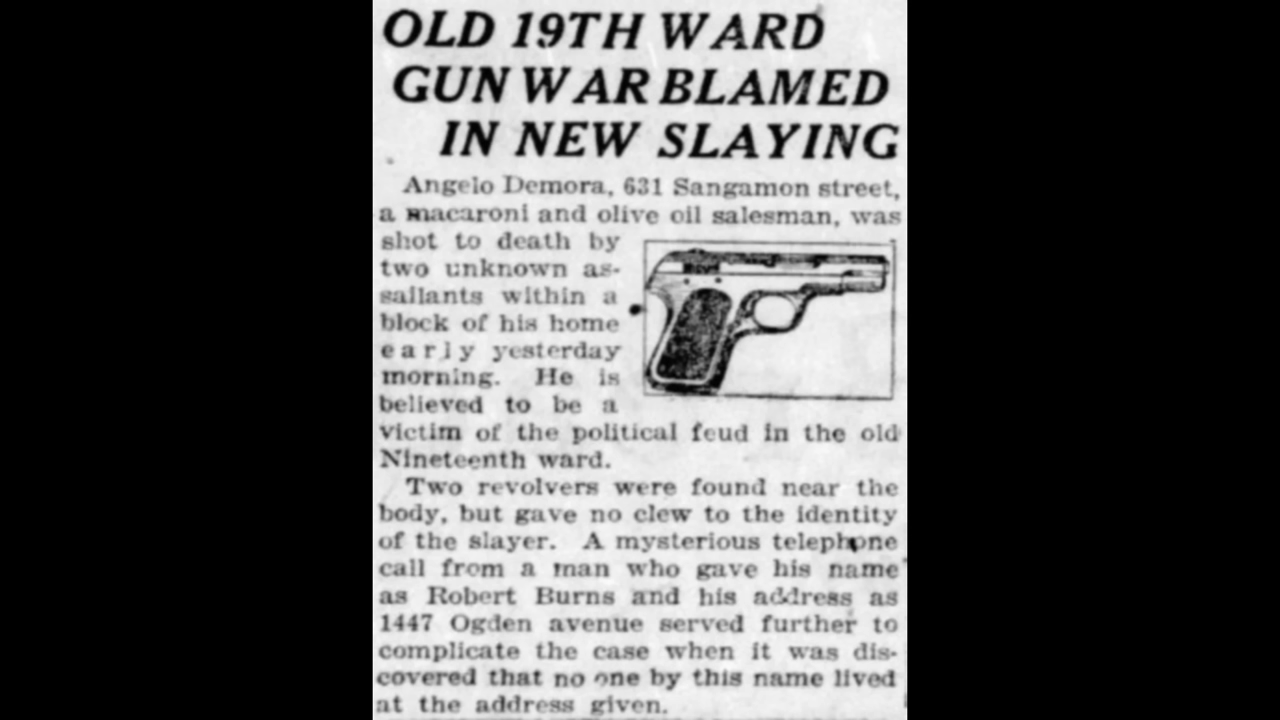 OLD 19TH WARD
GUN WAR BLAMED
IN NEW SLAYING
Angelo Demora, 631 Sangamon street,
a macaroni and olive oil salesman, was
shot to death by
two unknown as-
sailants within a
block of his home
early yesterday
morning. He is
believed to be a
victim of the political feud in the old
Nineteenth ward.
Two revolvers were found near the
body, but gave no clew to the identity
of the slayer. A mysterious telephone
call from a man who gave his name
as Robert Burns and his address as
1447 Ogden avenue served further to
complicate the case when it was dis-
covered that no one by this name lived
at the address given.